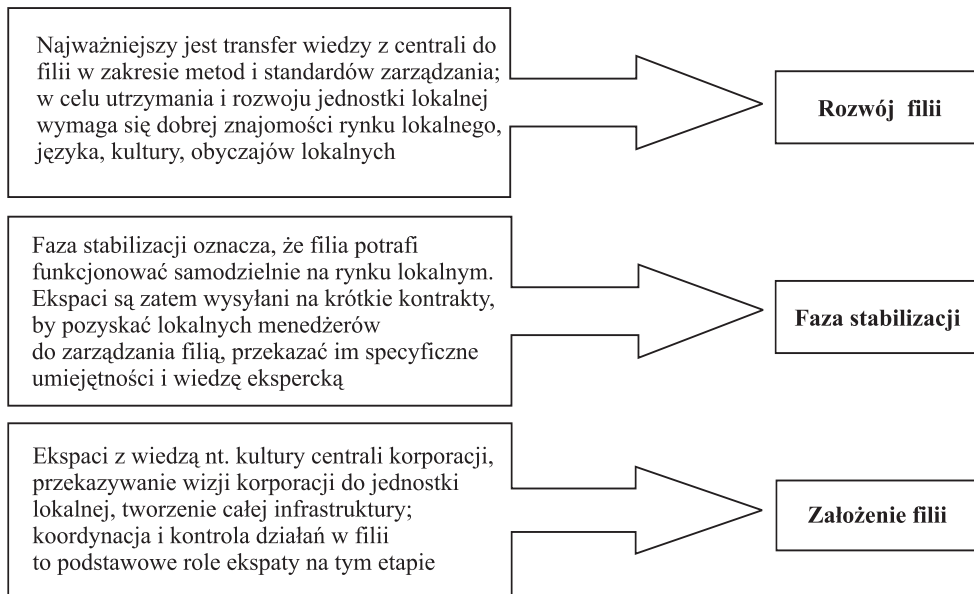 Najważniejszy jest transfer wiedzy z centrali do
filii w zakresie metod i standardów zarządzania;
w celu utrzymania i rozwoju jednostki lokalnej
wymaga się dobrej znajomości rynku lokalnego,
języka, kultury, obyczajów lokalnych
Rozwój filii
Faza stabilizacji oznacza, że filia potrafi
funkcjonować samodzielnie na rynku lokalnym.
Ekspaci są zatem wysyłani na krótkie kontrakty,
by pozyskać lokalnych menedżerów
do zarządzania filią, przekazać im specyficzne
umiejętności i wiedzę ekspercką
Faza stabilizacji
Ekspaci z wiedzą nt. kultury centrali korporacji,
przekazywanie wizji korporacji do jednostki
lokalnej, tworzenie całej infrastruktury;
koordynacja i kontrola działań w filii
to podstawowe role ekspaty na tym etapie
Założenie filii